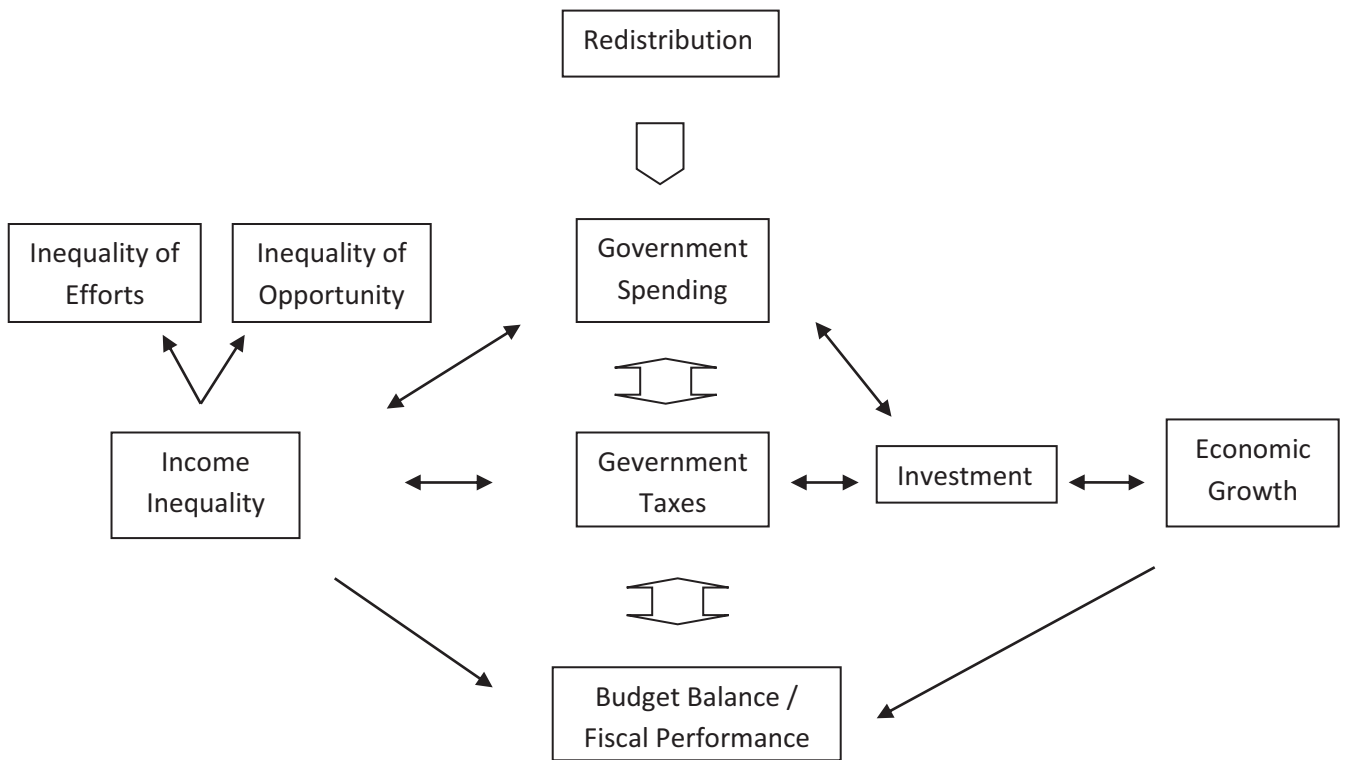 Redistribution
Inequality of
Efforts
Inequality of
Opportunity
Government
Spending
Income
Inequality
Gevernment
Taxes
Investment
Economic
Growth
Budget Balance /
Fiscal Performance